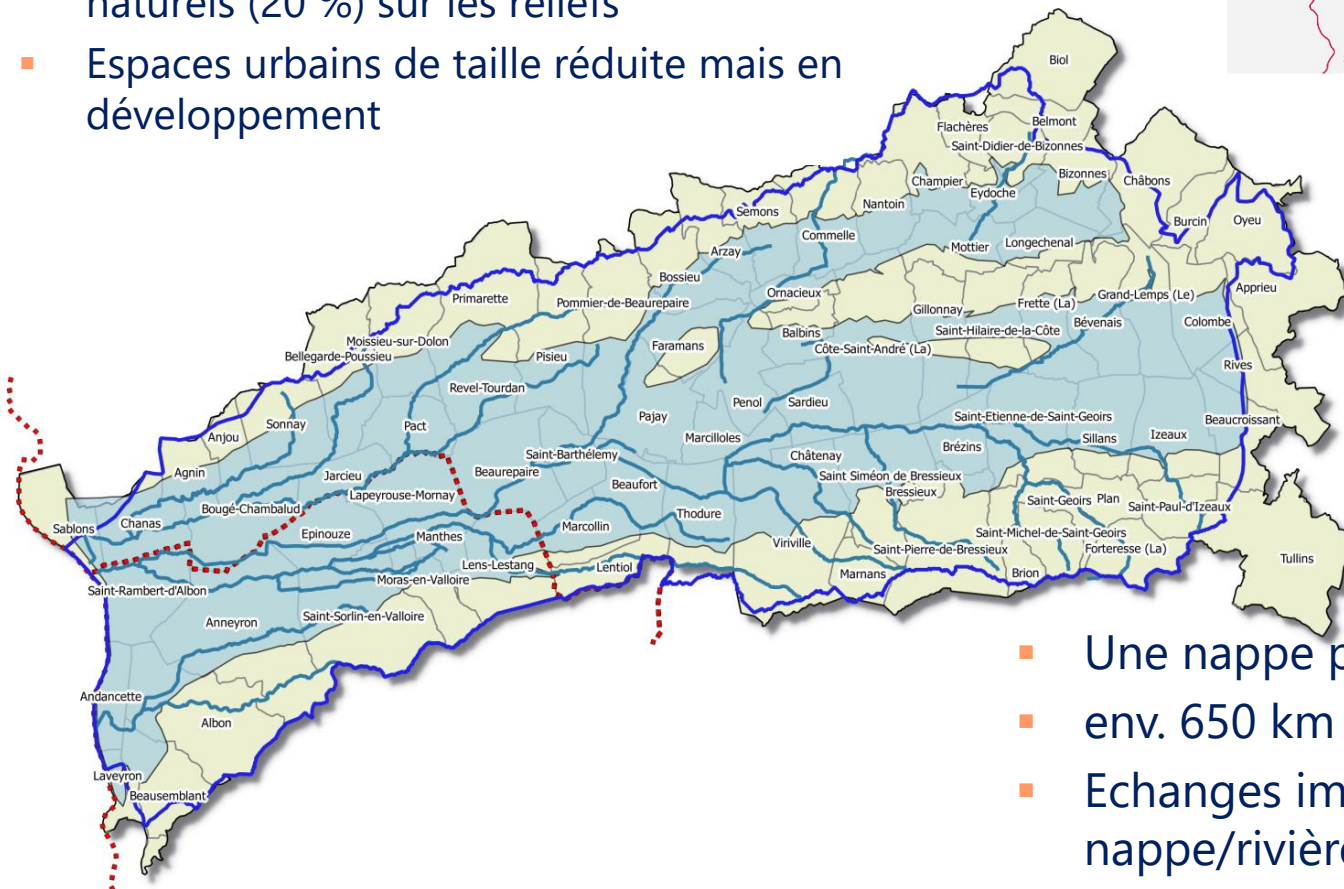 naturels (20 %) sur les reliefs
▪ Espaces urbains de taille réduite mais en
développement
Biol
Flachères
Belmont
Saint-Didier-de-Bizonnes
Champier
Bizonnes
Châbons
Eydoche
Semons
Nantoin
Burcin
Oyeu
Commelle
Arzay
Mottier
Longechenal
Bossieu
Apprieu
Primarette
Pommier-de-Beaurepaire
Ornacieux
Gillonnay
Frette (La)
Grand-Lemps (Le)
Moissieu-sur-Dolon
Balbins
Saint-Hilaire-de-la-Côte
Bévenais
Colombe
Bellegarde-Poussieu
Pisieu
Faramans
Côte-Saint-André (La)
Rives
Revel-Tourdan
Penol
Sardieu
Anjou
Sonnay
Pact
Pajay
Saint-Etienne-de-Saint-Geoirs
Beaucroissant
Marcilloles
Sillans
Izeaux
Agnin
Saint-Barthélemy
Châtenay
Brézins
Jarcieu
Beaurepaire
Saint Siméon de Bressieux
Lapeyrouse-Mornay
Beaufort
Bressieux
Saint-Geoirs
Plan
Saint-Paul-d'Izeaux
Bougé-Chambalud
Sablons
Chanas
Marcollin
Thodure
Epinouze
Manthes
Saint-Michel-de-Saint-Geoirs
Viriville
Saint-Pierre-de-Bressieux
Forteresse (La)
Tullins
Lens-Lestang
Lentiol
Marnans
Brion
Saint-Rambert-d'Albon
Moras-en-Valloire
Anneyron
Saint-Sorlin-en-Valloire
Andancette
Albon
Laveyron
Beausemblant
▪ Une nappe p
▪ env. 650 km
▪ Echanges im
nappe/rivière